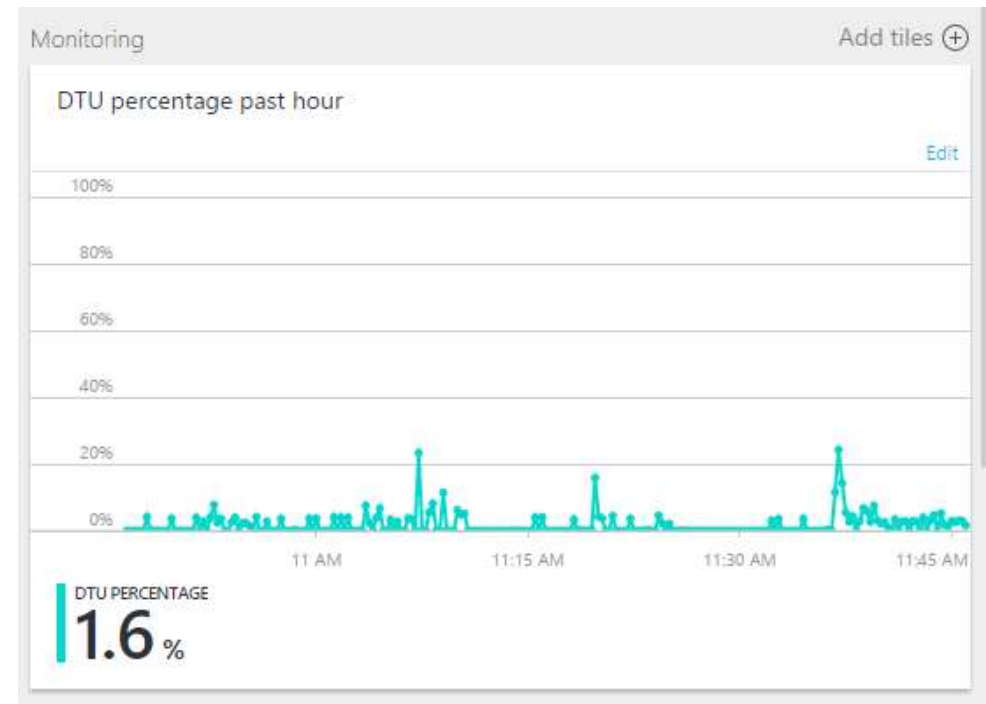 Monitoring
Add tiles
DTU percentage past hour
Edit
100%
80%
60%
40%
20%
0%
11 AM 11:15 AM 11:30 AM 11:45 AM
DTU PERCENTAGE
1.6 %